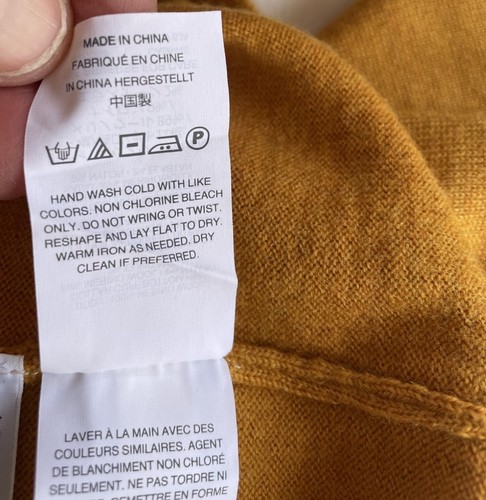 MADE IN CHINA
FABRIQUÉ EN CHINE
IN CHINA HERGESTELLT
中国製
P
HAND WASH COLD WITH LIKE
COLORS. NON CHLORINE BLEACH
ONLY. DO NOT WRING OR TWIST.
RESHAPE AND LAY FLAT TO DRY.
WARM IRON AS NEEDED. DRY
CLEAN IF PREFERRED.
LAVER À LA MAIN AVEC DES
COULEURS SIMILAIRES. AGENT
DE BLANCHIMENT NON CHLORÉ
SEULEMENT. NE PAS TORDRE NI
REMETTRE EN FORME